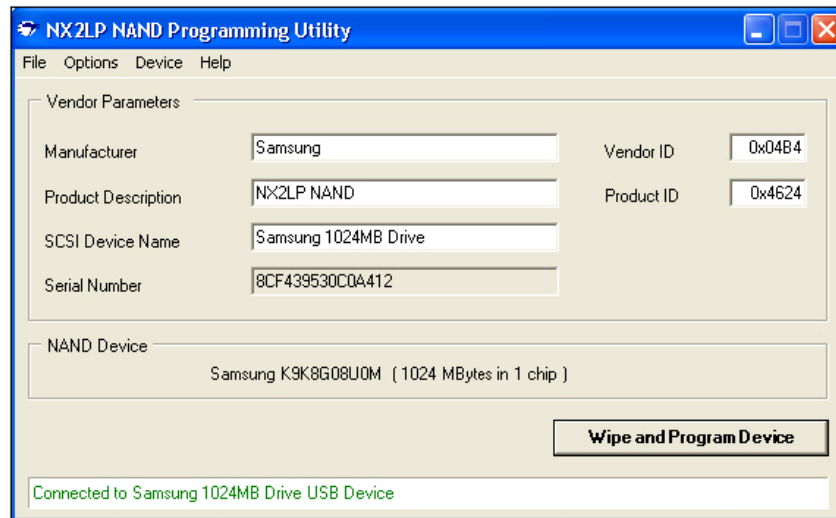 NX2LP NAND Programming Utility
File Options Device Help
Vendor Parameters
Manufacturer Samsung Vendor ID 0x04B4
Product Description NX2LP NAND Product ID 0x4624
SCSI Device Name Samsung 1024MB Drive
Serial Number 8CF439530C0A412
NAND Device
Samsung K9K8G08U0M ( 1024 MBytes in 1 chip )
Wipe and Program Device
Connected to Samsung 1024MB Drive USB Device